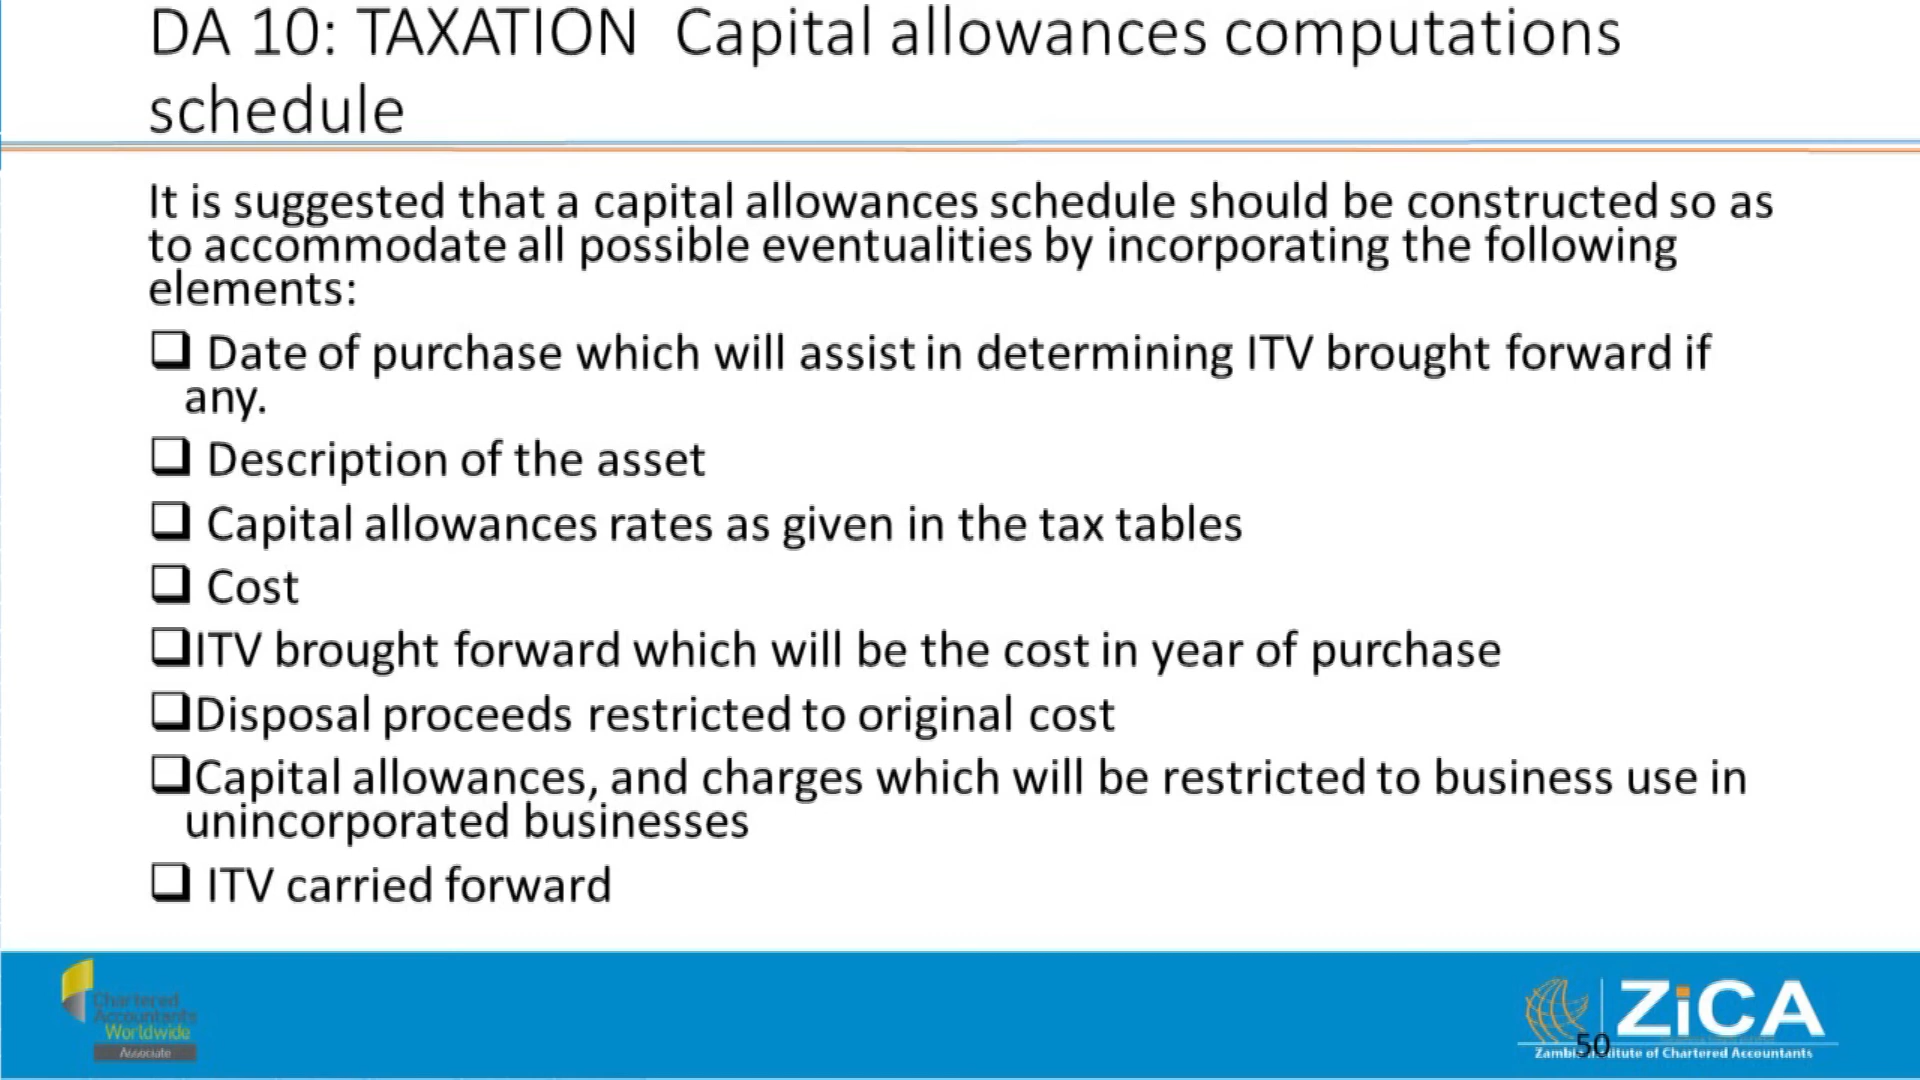 DA 10: TAXATION Capital allowances computations
schedule
It is suggested that a capital allowances schedule should be constructed so as
to accommodate all possible eventualities by incorporating the following
elements:
❑ Date of purchase which will assist in determining ITV brought forward if
any.
❑ Description of the asset
❑ Capital allowances rates as given in the tax tables
❑ Cost
❑ITV brought forward which will be the cost in year of purchase
❑Disposal proceeds restricted to original cost
❑Capital allowances, and charges which will be restricted to business use in
unincorporated businesses
❑ ITV carried forward
Chartered
Accountants
Worldwide
Associate
ZiCA
Zambia Institute of Chartered Accountants
50